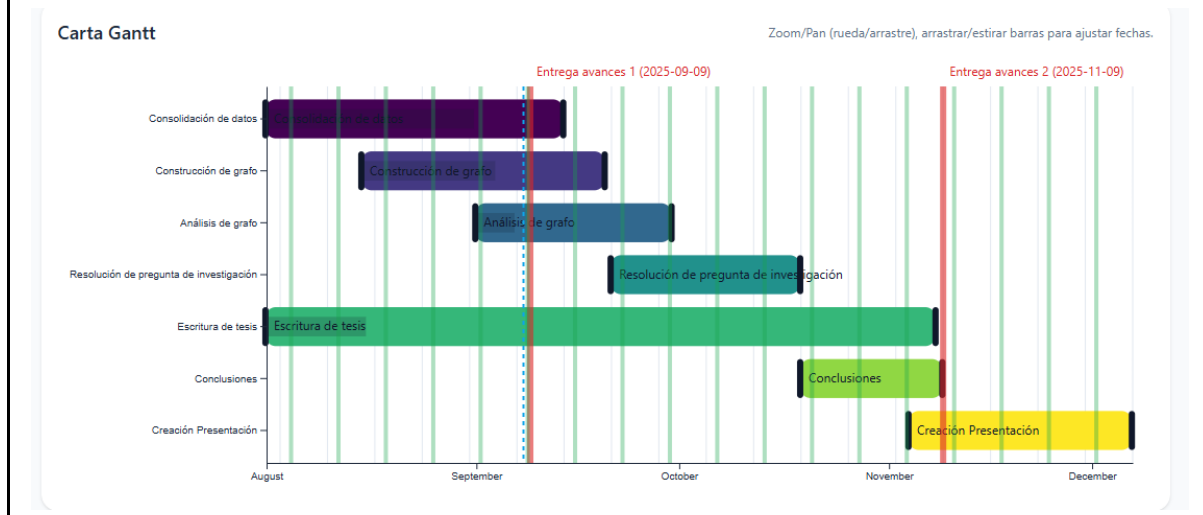 Carta Gantt
Zoom/Pan (rueda/arrastre), arrastrar/estirar barras para ajustar fechas.
Entrega avances 1 (2025-09-09)
Entrega avances 2 (2025-11-09)
Consolidación de datos
Consolidación de datos
Construcción de grafo
Construcción de grafo
Análisis de grafo
Análisis de grafo
Resolución de pregunta de investigación
Resolución de pregunta de investigación
Escritura de tesis
Escritura de tesis
Conclusiones
Conclusiones
Creación Presentación
Creación Presentación
August
September
October
November
December